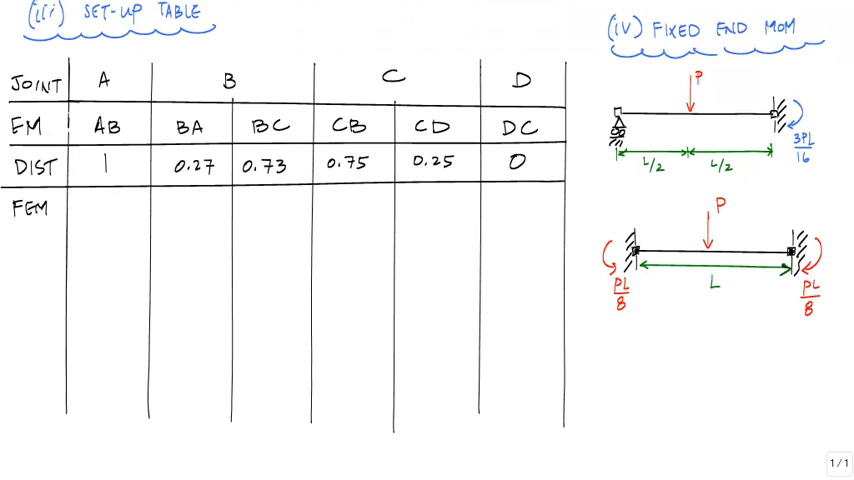 (iii) SET-UP TABLE
JOINT A B C D
EM AB BA BC CB CD DC
DIST 1 0.27 0.73 0.75 0.25 0
FEM
(iv) FIXED END MOM
P
3PL
16
L/2 L/2
P
PL
8
L
PL
8
1 / 1